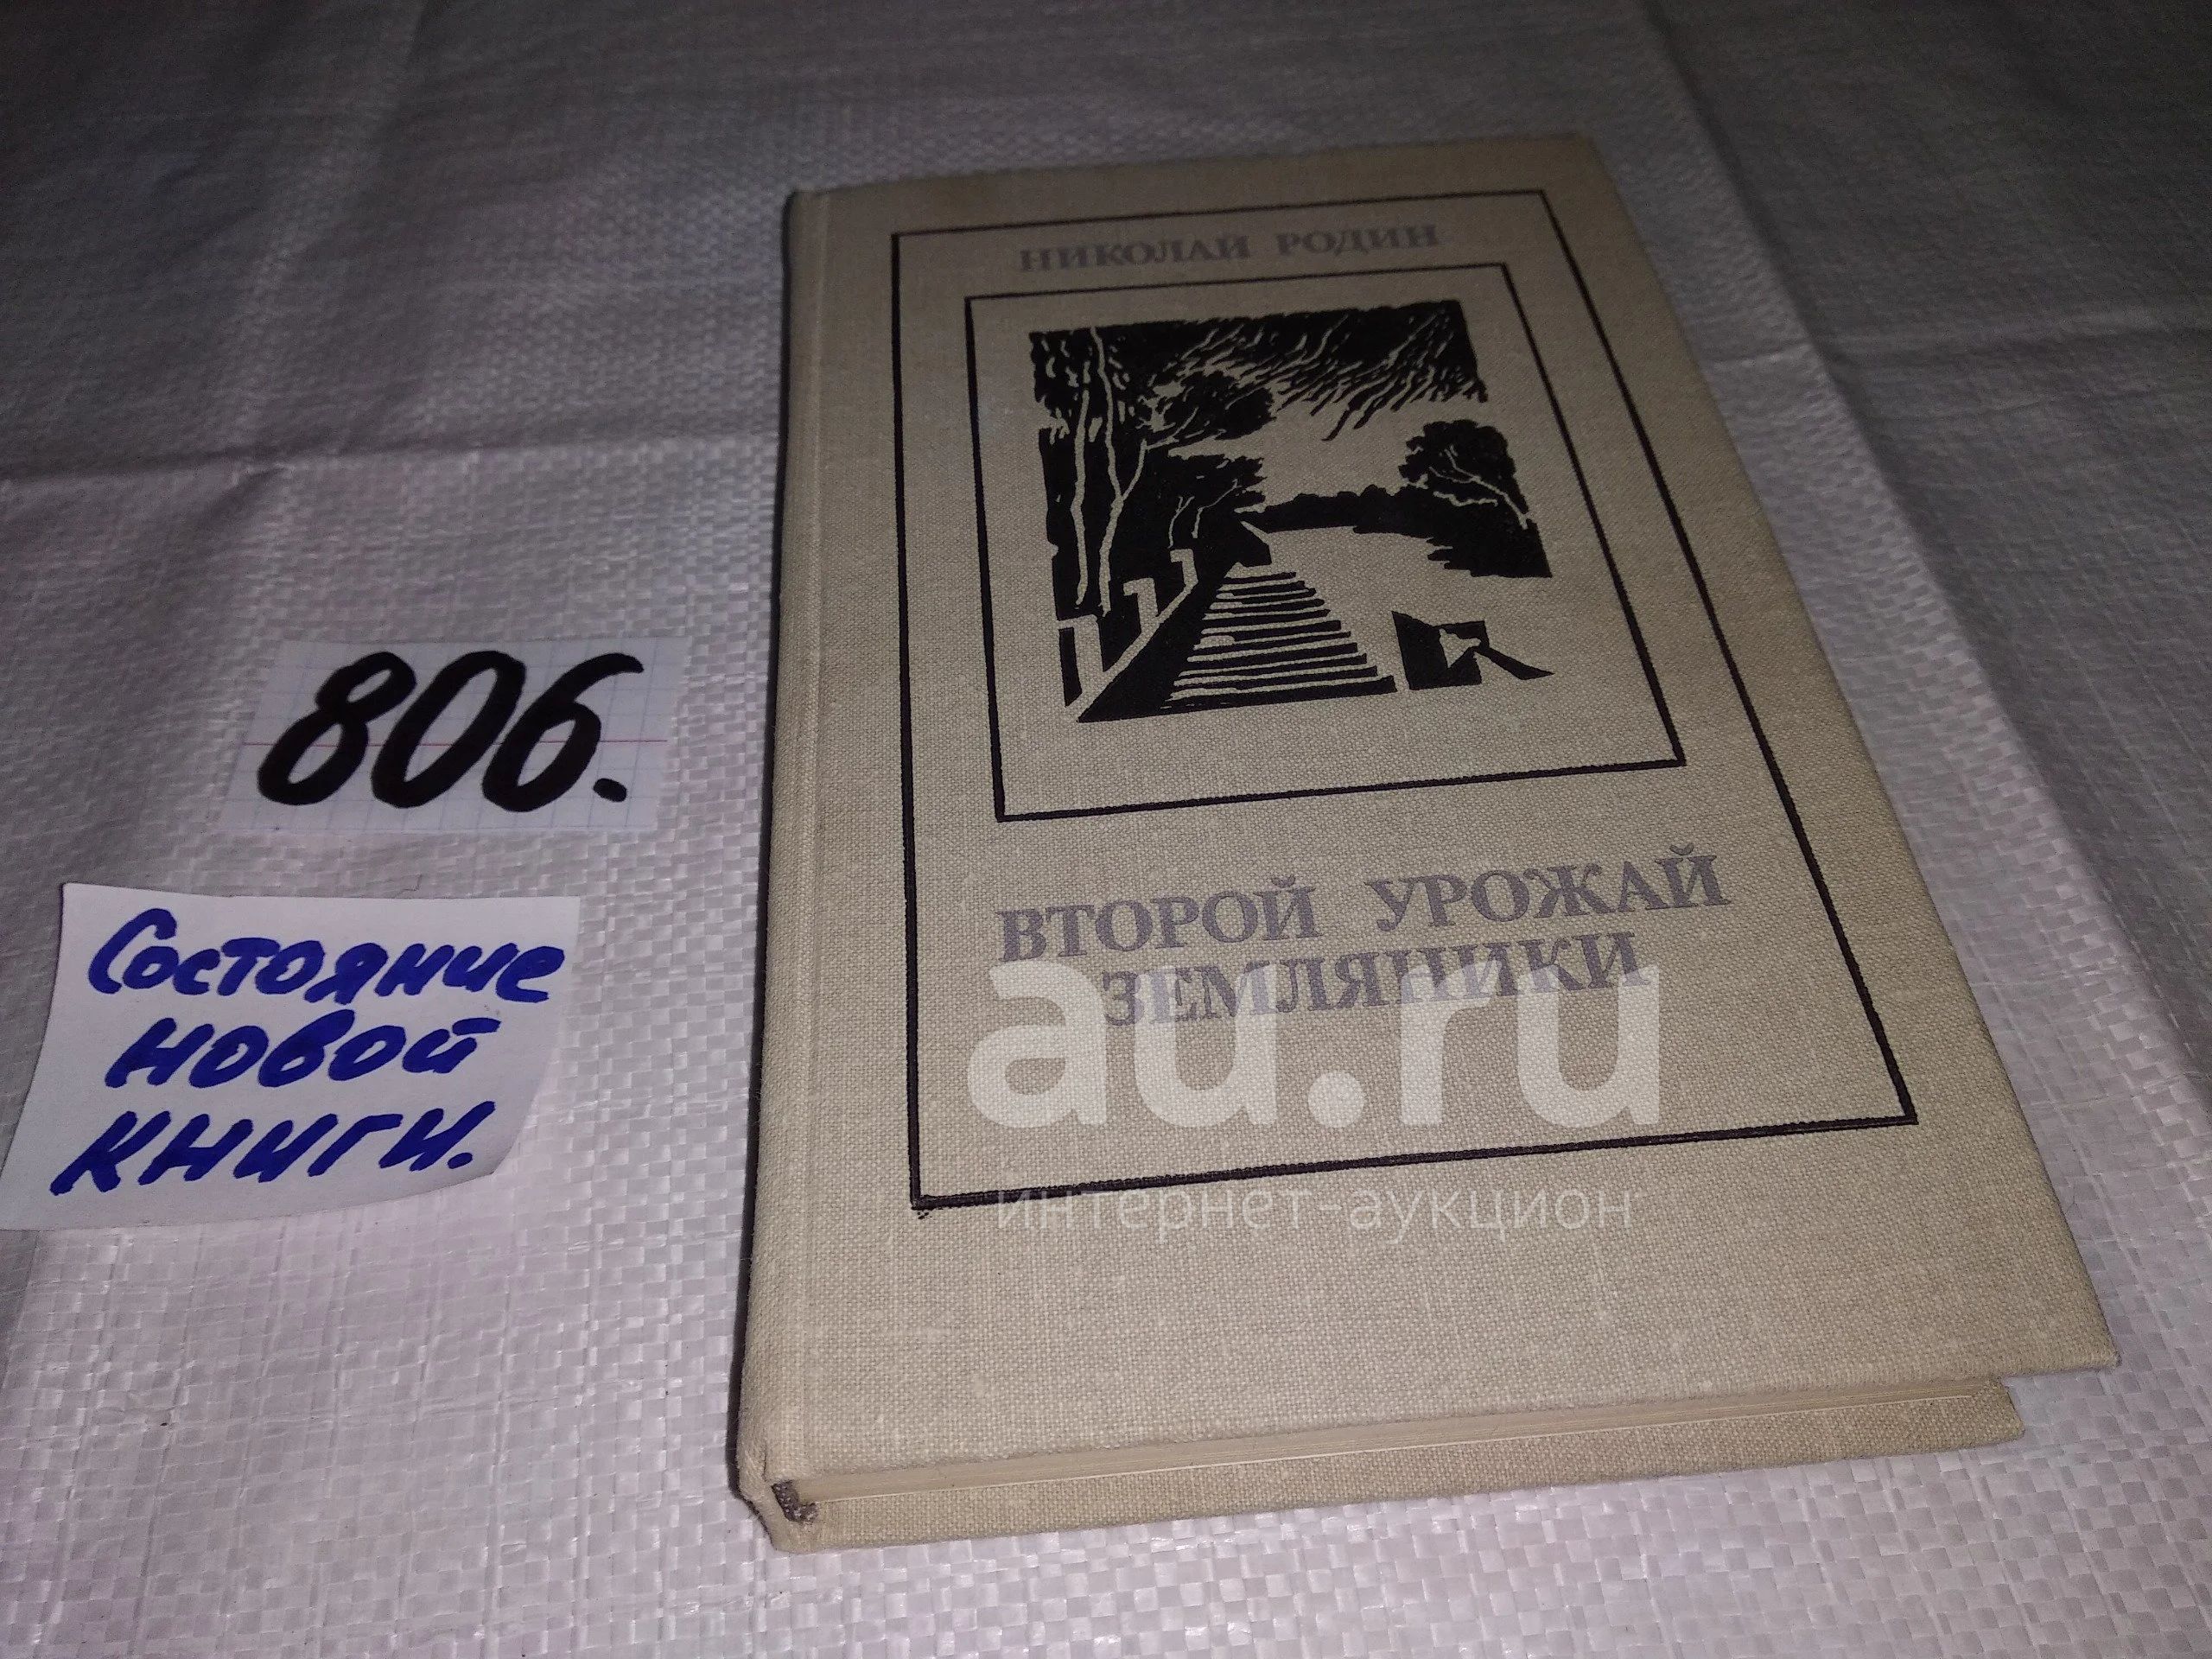 НИКОЛАЙ РОДИН
806.
Состояние
новой
книги.
ВТОРОЙ УРОЖАЙ
ЗЕМЛЯНИКИ
au.ru
интернет-аукцион